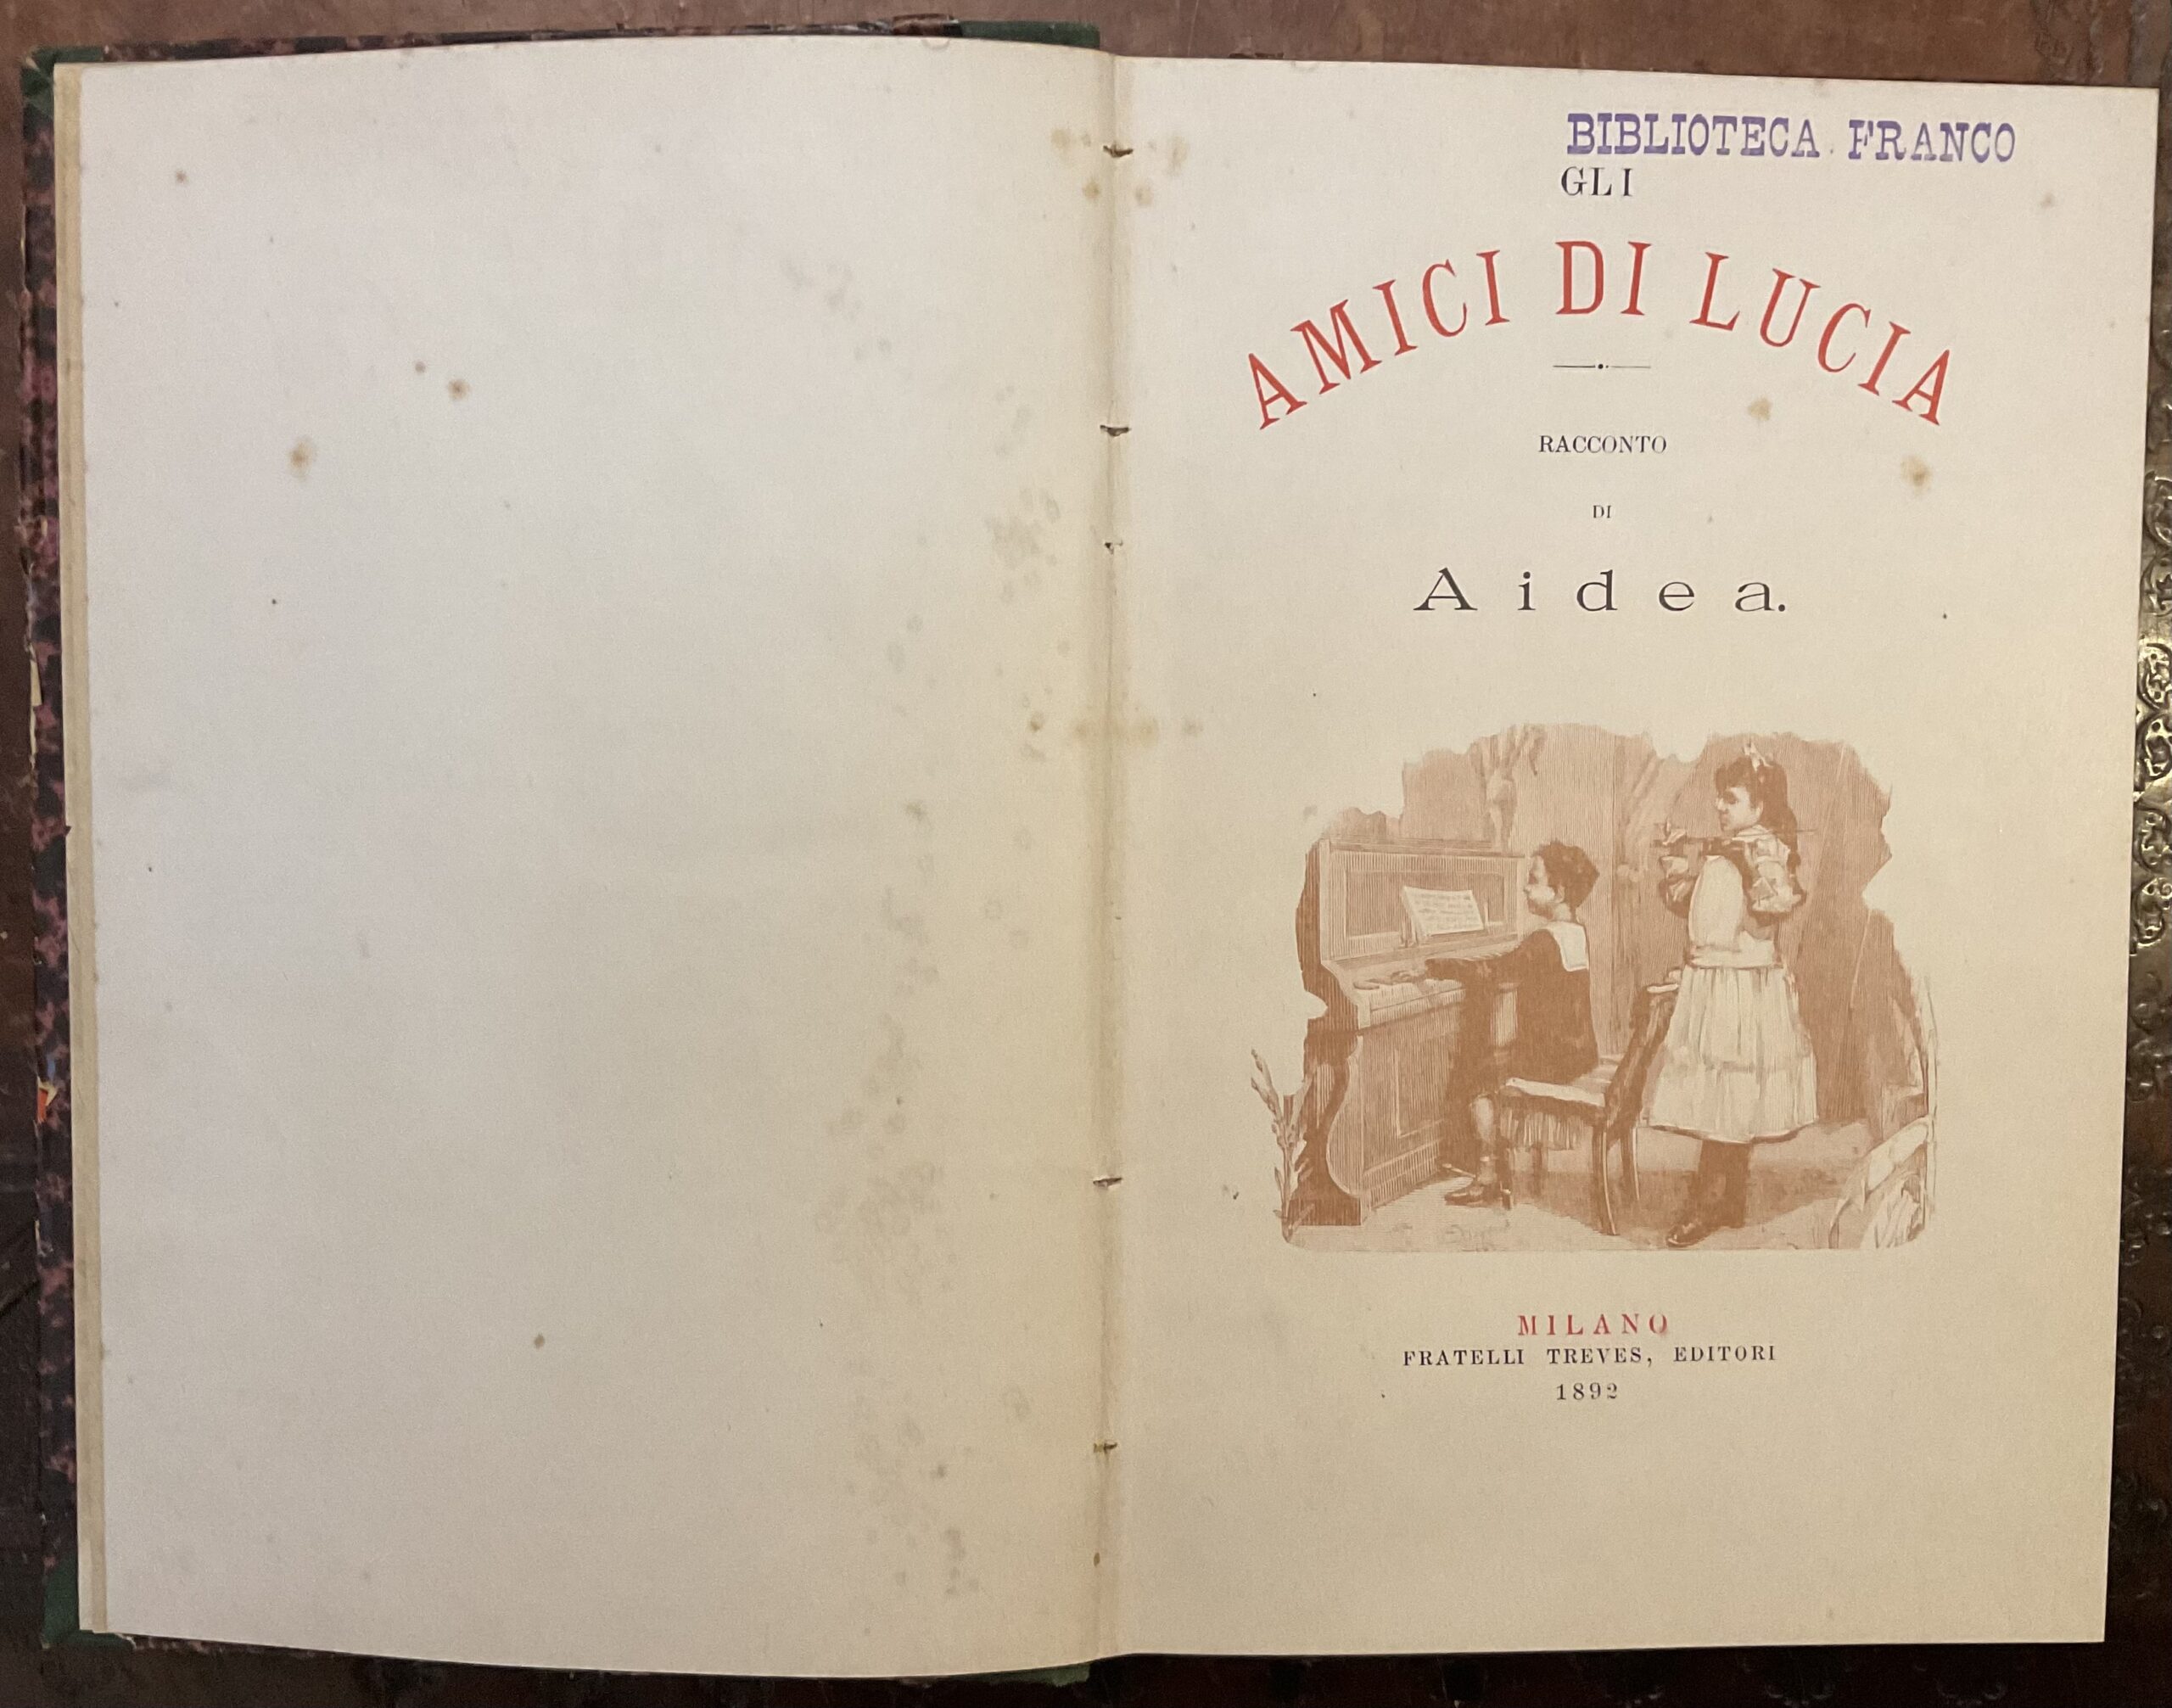 BIBLIOTECA FRANCO
GLI
AMICI DI LUCIA
RACCONTO
DI
Aidea.
MILANO
FRATELLI TREVES, EDITORI
1892